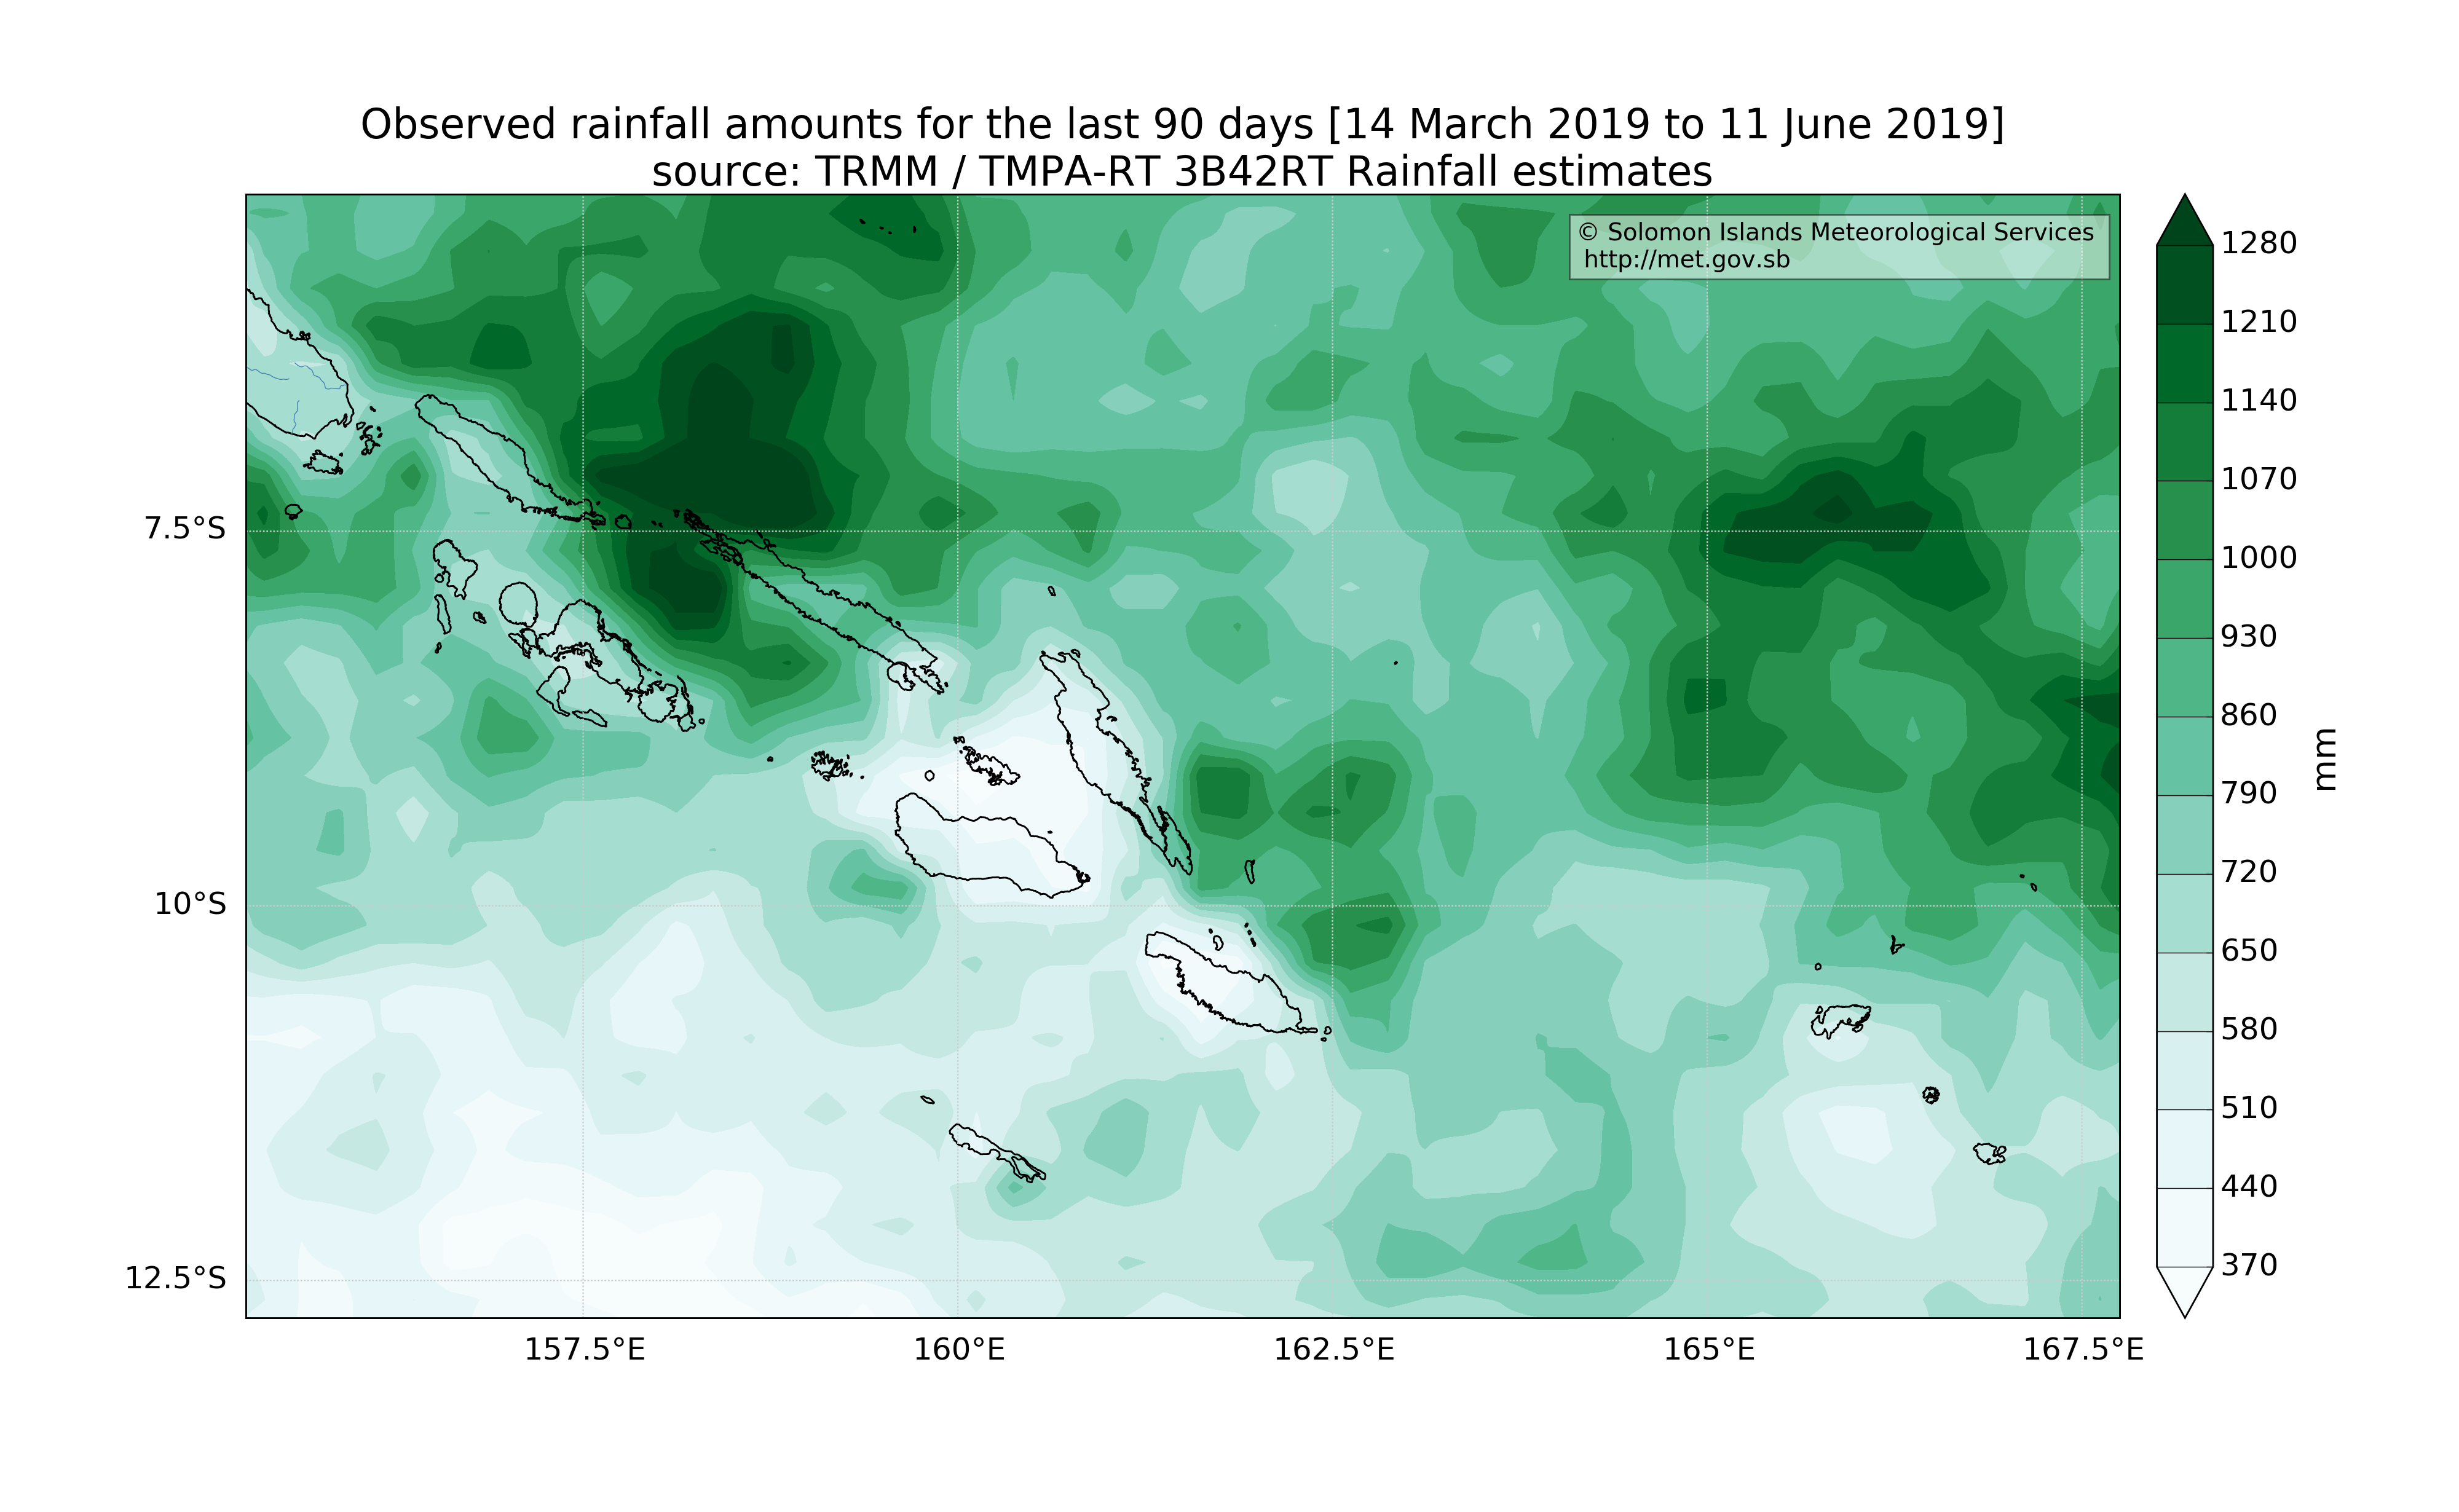 Observed rainfall amounts for the last 90 days [14 March 2019 to 11 June 2019]
source: TRMM / TMPA-RT 3B42RT Rainfall estimates
© Solomon Islands Meteorological Services
http://met.gov.sb
7.5°S
10°S
12.5°S
157.5°E
160°E
162.5°E
165°E
167.5°E
1280
1210
1140
1070
1000
930
860
790
720
650
580
510
440
370
mm